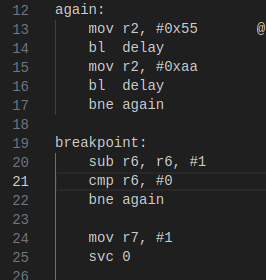 12 again:
13 mov r2, #0x55 @
14 bl delay
15 mov r2, #0xaa
16 bl delay
17 bne again
18
19 breakpoint:
20 sub r6, r6, #1
21 cmp r6, #0
22 bne again
23
24 mov r7, #1
25 svc 0
26